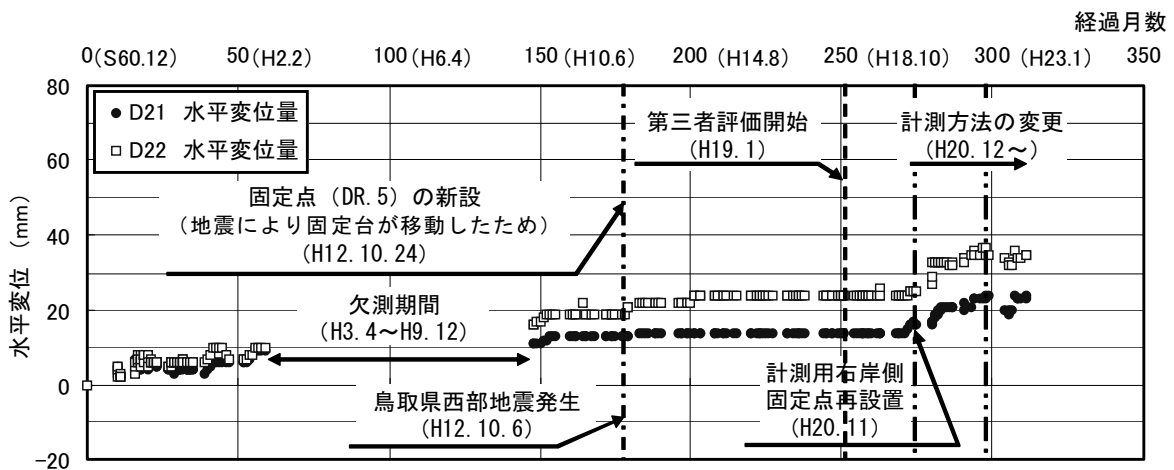 経過月数
0(S60.12) 50(H2.2) 100(H6.4) 150(H10.6) 200(H14.8) 250(H18.10) 300(H23.1) 350
80
60
40
20
0
-20
水平変位 (mm)
● D21 水平変位量
□ D22 水平変位量
固定点(DR.5)の新設
(地震により固定台が移動したため)
(H12.10.24)
第三者評価開始
(H19.1)
計測方法の変更
(H20.12~)
欠測期間
(H3.4~H9.12)
鳥取県西部地震発生
(H12.10.6)
計測用右岸側
固定点再設置
(H20.11)